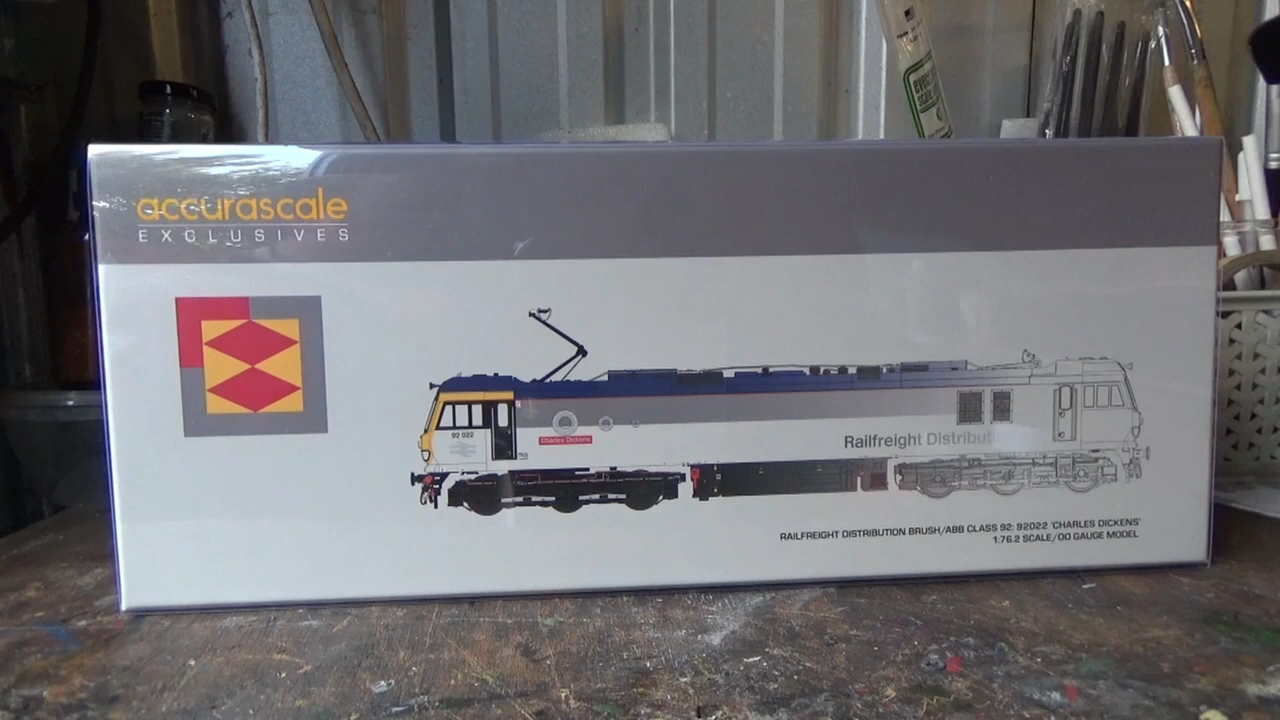 accurascale
EXCLUSIVES
92 022
Charles Dickens
Railfreight Distribut
RAILFREIGHT DISTRIBUTION BRUSH/ABB CLASS 92: 92022 'CHARLES DICKENS'
1:76.2 SCALE/OO GAUGE MODEL